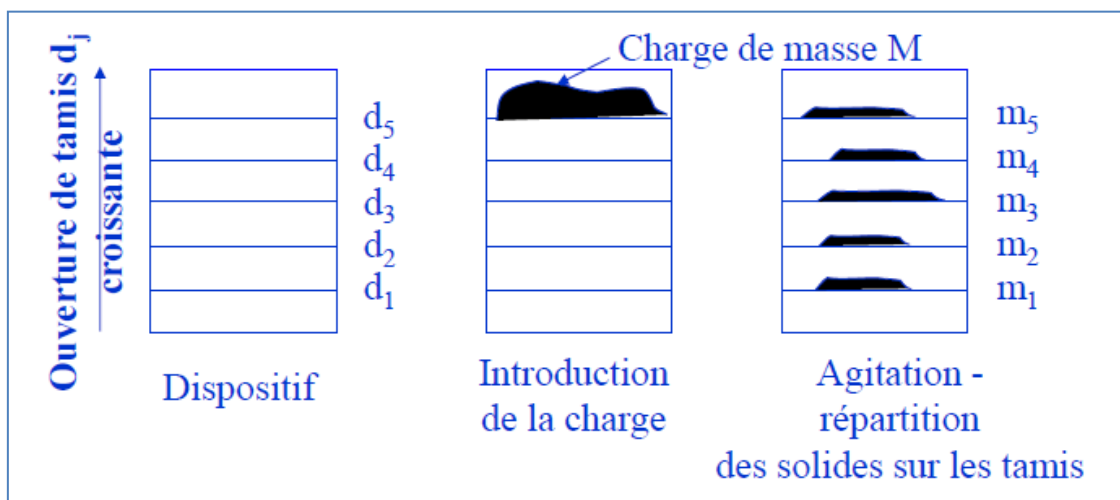 Ouverture de tamis dj
croissante
d5
d4
d3
d2
d1
Dispositif
Charge de masse M
Introduction
de la charge
m5
m4
m3
m2
m1
Agitation -
répartition
des solides sur les tamis